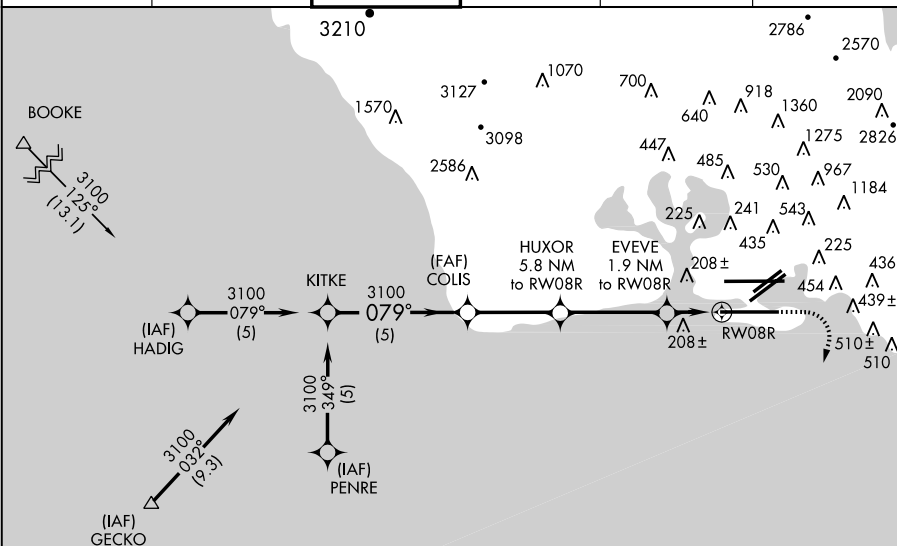 3210
2786
2570
3127
1070
700
640
918
1360
2090
1570
3098
2826
1275
BOOKE
447
2586
485
530
967
1184
3100
125°
(13.1)
225
241
435
543
225
(FAF)
COLIS
HUXOR
5.8 NM
to RW08R
EVEVE
1.9 NM
to RW08R
208±
454
436
439±
KITKE
3100
079°
(5)
3100
079°
(5)
(IAF)
HADIG
208±
RW08R
510±
510
3100
349°
(5)
3100
032°
(9.3)
(IAF)
PENRE
(IAF)
GECKO